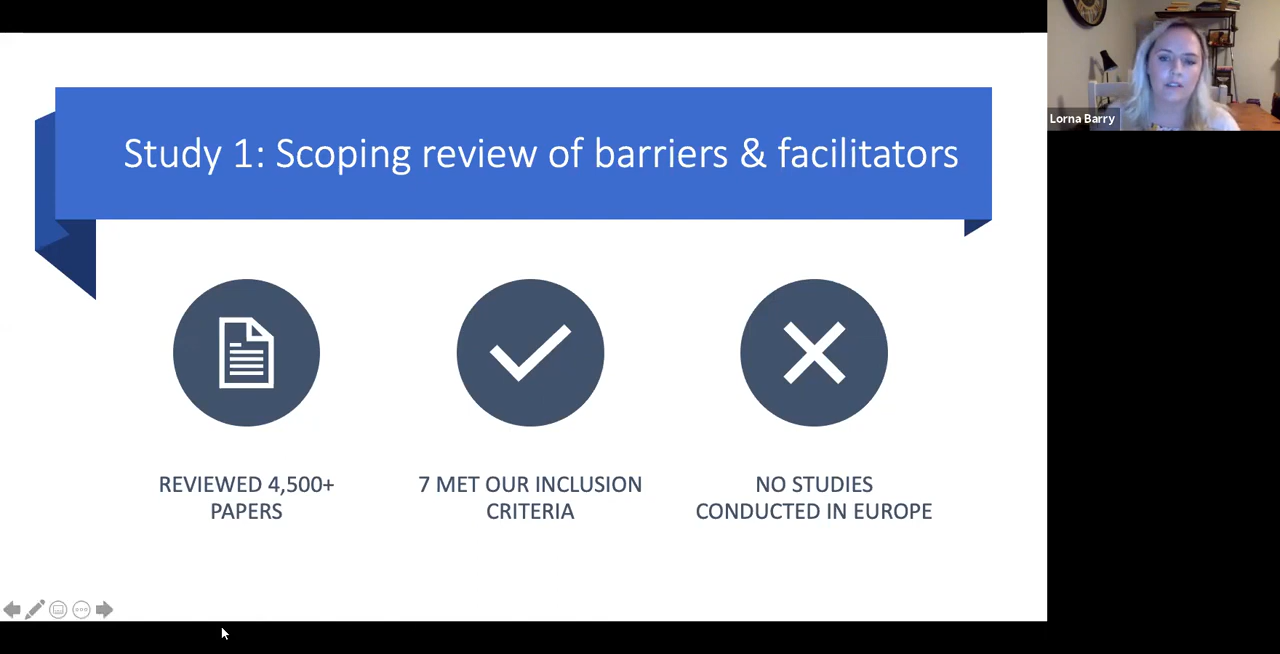 Study 1: Scoping review of barriers & facilitators
REVIEWED 4,500+
PAPERS
7 MET OUR INCLUSION
CRITERIA
NO STUDIES
CONDUCTED IN EUROPE
Lorna Barry